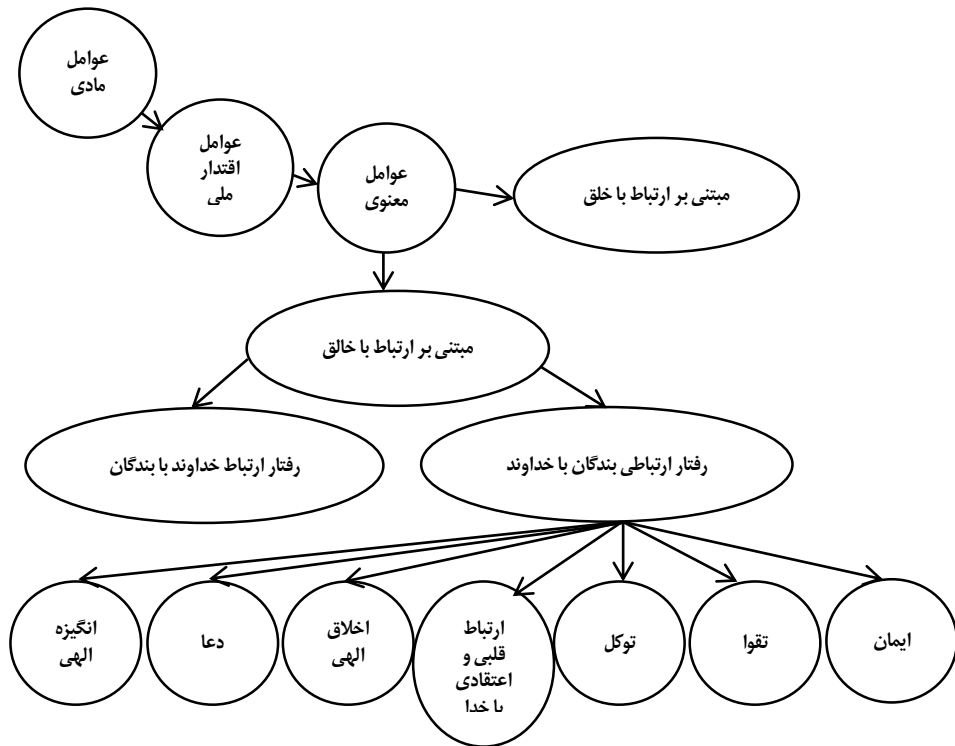 عوامل
مادی
عوامل
اقتدار
ملی
عوامل
معنوی
مبتنی بر ارتباط با خلق
مبتنی بر ارتباط با خالق
رفتار ارتباطی بندگان با خداوند
رفتار ارتباط خداوند با بندگان
ایمان
تقوا
توکل
ارتباط
قلبی و
اعتقادی
با خدا
اخلاق
الهی
دعا
انگیزه
الهی